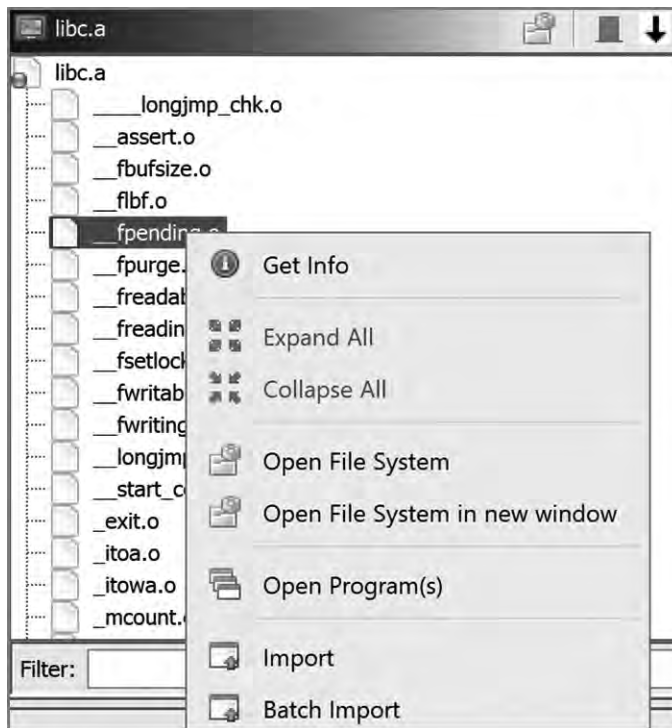 libc.a
libc.a
____longjmp_chk.o
__assert.o
__fbufsize.o
__flbf.o
__fpending.o
__fpurge.
__freadab
__freading
__fsetlock
__fwritab
__fwriting
__longjmp
__start_c
_exit.o
_itoa.o
_itowa.o
_mcount.
Get Info
Expand All
Collapse All
Open File System
Open File System in new window
Open Program(s)
Import
Batch Import
Filter: